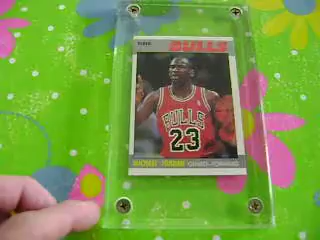 FLEER BULLS
BULLS
23
MICHAEL JORDAN GUARD-FORWARD